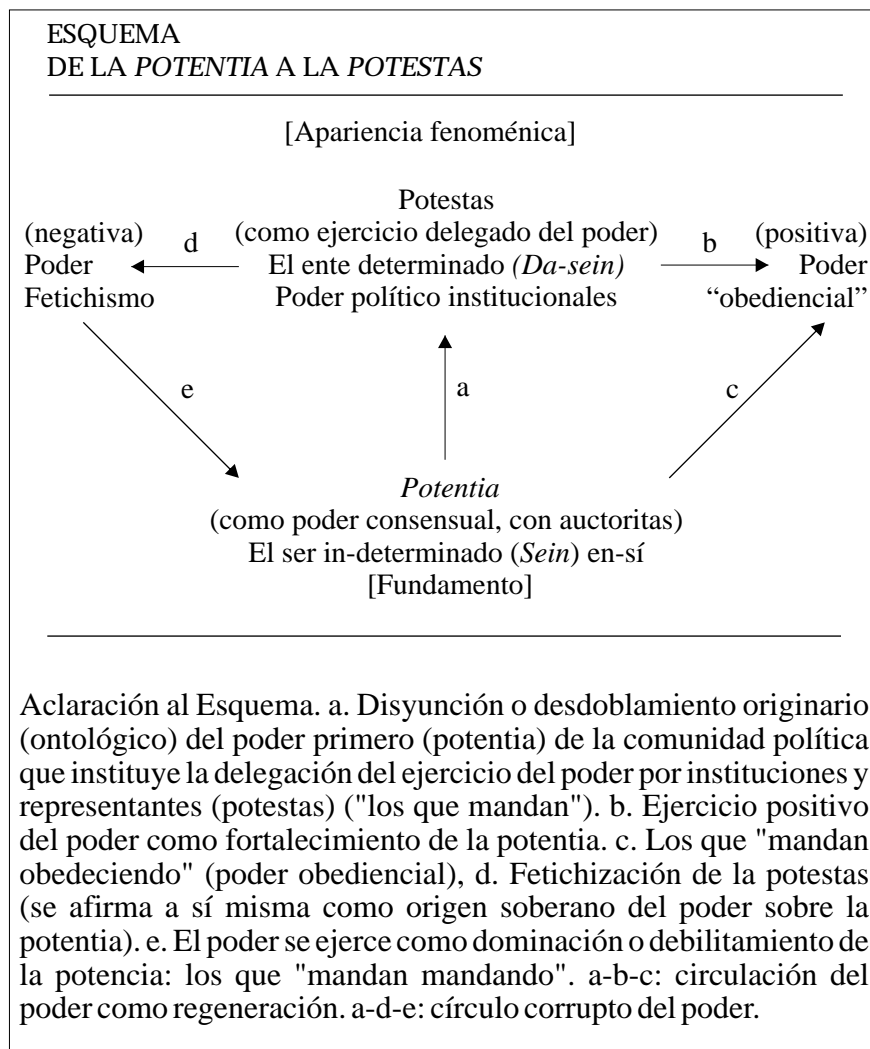 ESQUEMA
DE LA POTENTIA A LA POTESTAS
[Apariencia fenoménica]
Potestas
(negativa) d (como ejercicio delegado del poder) b (positiva)
Poder El ente determinado (Da-sein) Poder
Fetichismo Poder político institucionales “obediencial”
e a c
Potentia
(como poder consensual, con auctoritas)
El ser in-determinado (Sein) en-sí
[Fundamento]
Aclaración al Esquema. a. Disyunción o desdoblamiento originario
(ontológico) del poder primero (potentia) de la comunidad política
que instituye la delegación del ejercicio del poder por instituciones y
representantes (potestas) ("los que mandan"). b. Ejercicio positivo
del poder como fortalecimiento de la potentia. c. Los que "mandan
obedeciendo" (poder obediencial), d. Fetichización de la potestas
(se afirma a sí misma como origen soberano del poder sobre la
potentia). e. El poder se ejerce como dominación o debilitamiento de
la potencia: los que "mandan mandando". a-b-c: circulación del
poder como regeneración. a-d-e: círculo corrupto del poder.